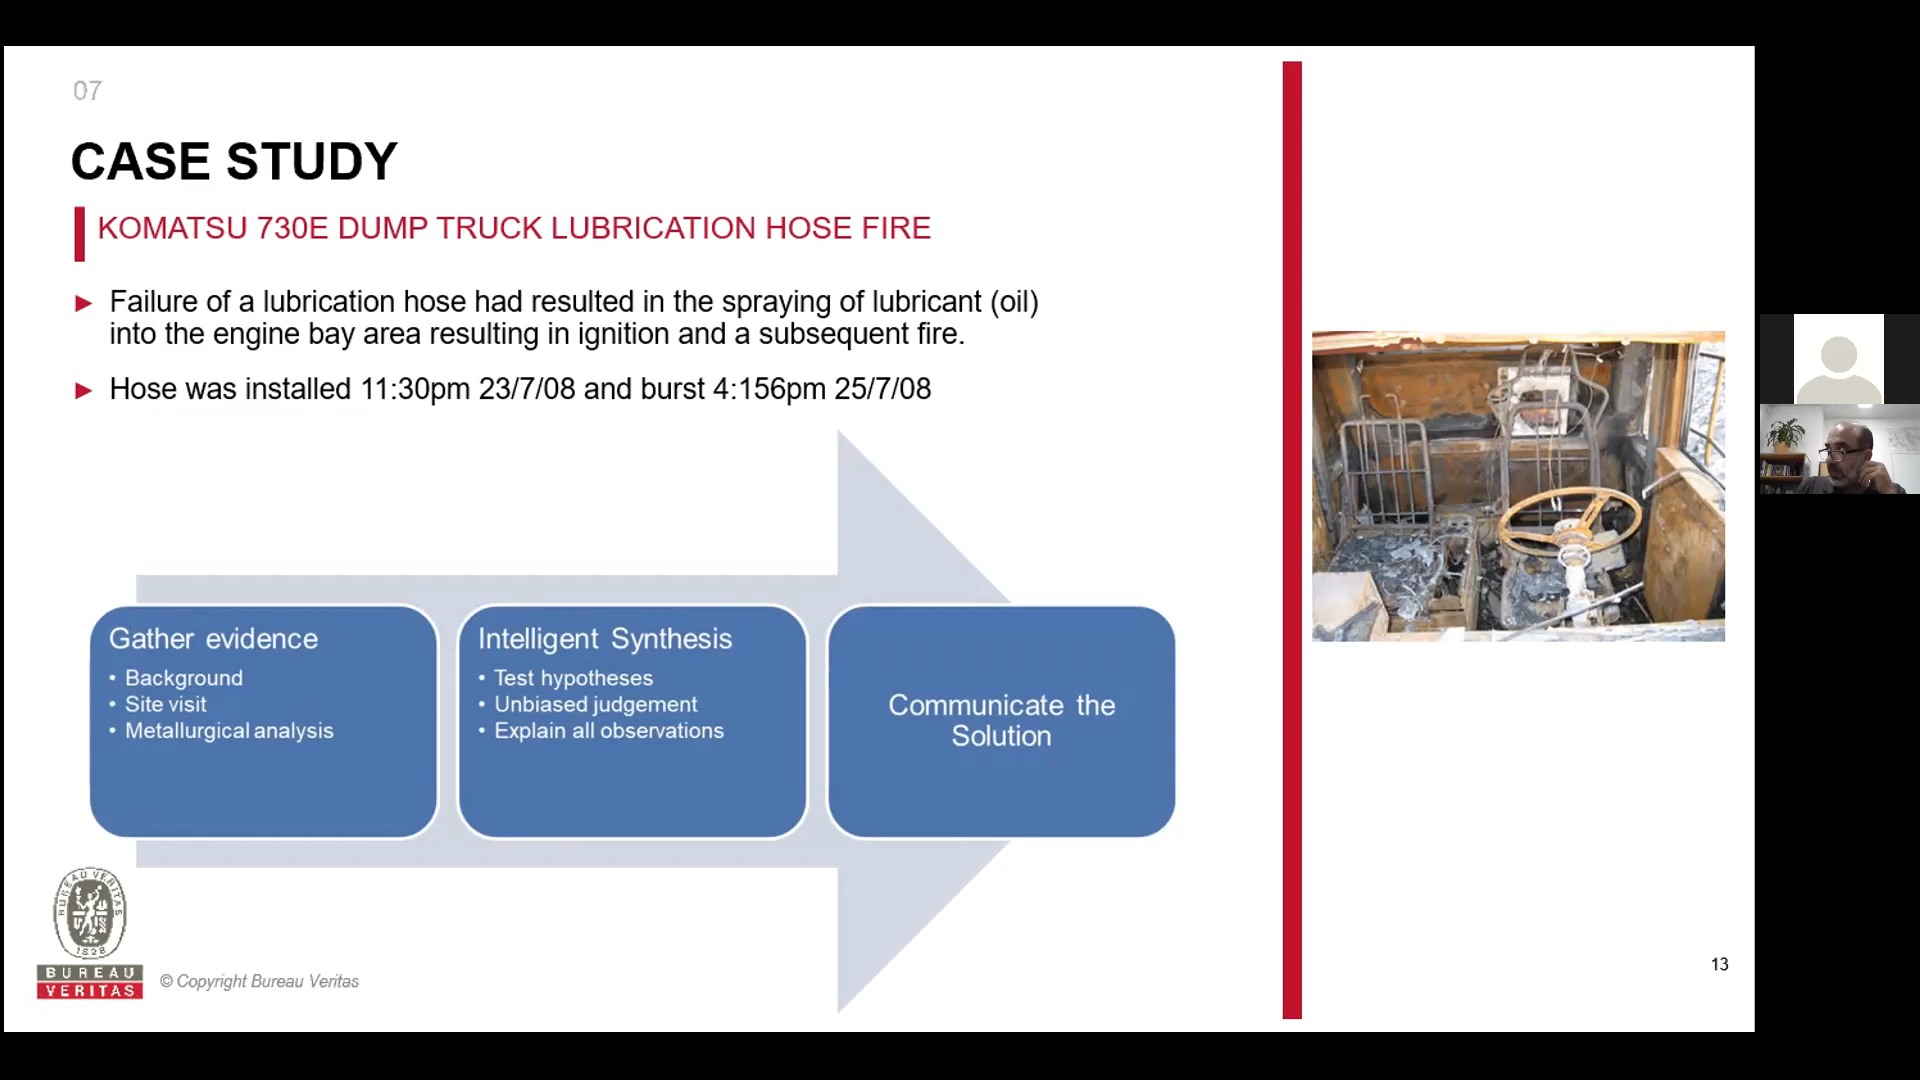 07
CASE STUDY
KOMATSU 730E DUMP TRUCK LUBRICATION HOSE FIRE
► Failure of a lubrication hose had resulted in the spraying of lubricant (oil)
into the engine bay area resulting in ignition and a subsequent fire.
► Hose was installed 11:30pm 23/7/08 and burst 4:156pm 25/7/08
Gather evidence
• Background
• Site visit
• Metallurgical analysis
Intelligent Synthesis
• Test hypotheses
• Unbiased judgement
• Explain all observations
Communicate the
Solution
BUREAU VERITAS
1828
BUREAU
VERITAS
© Copyright Bureau Veritas
13